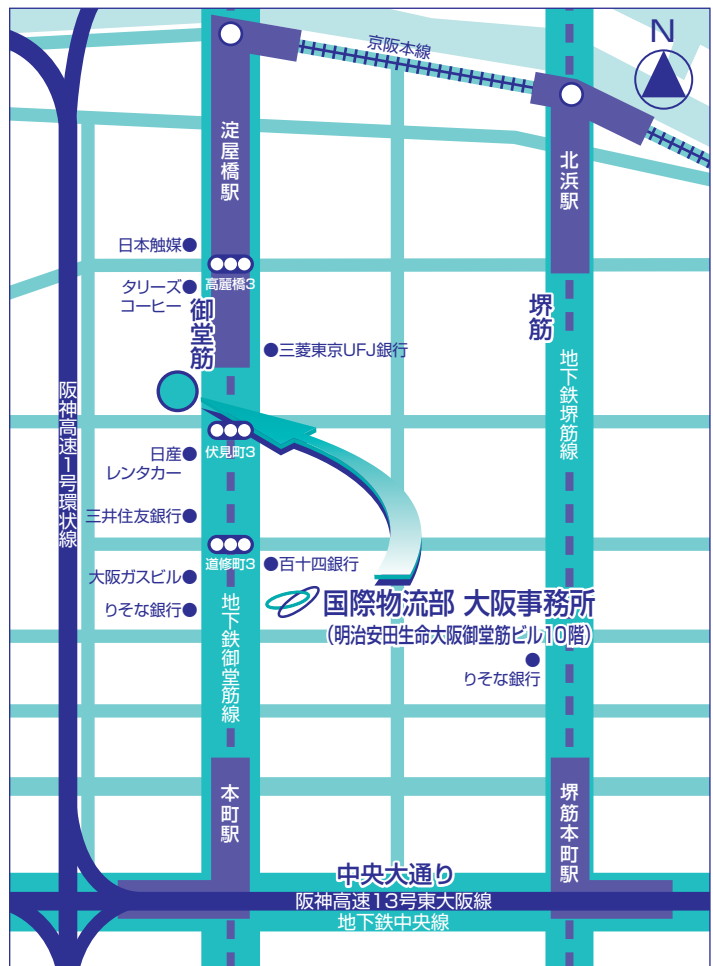 京阪本線
N
淀屋橋駅
北浜駅
日本触媒
高麗橋3
タリーズ
コーヒー
御堂筋
堺筋
三菱東京UFJ銀行
地下鉄堺筋線
阪神高速1号環状線
伏見町3
日産
レンタカー
三井住友銀行
道修町3
百十四銀行
大阪ガスビル
りそな銀行
地下鉄御堂筋線
国際物流部 大阪事務所
(明治安田生命大阪御堂筋ビル10階)
りそな銀行
本町駅
堺筋本町駅
中央大通り
阪神高速13号東大阪線
地下鉄中央線